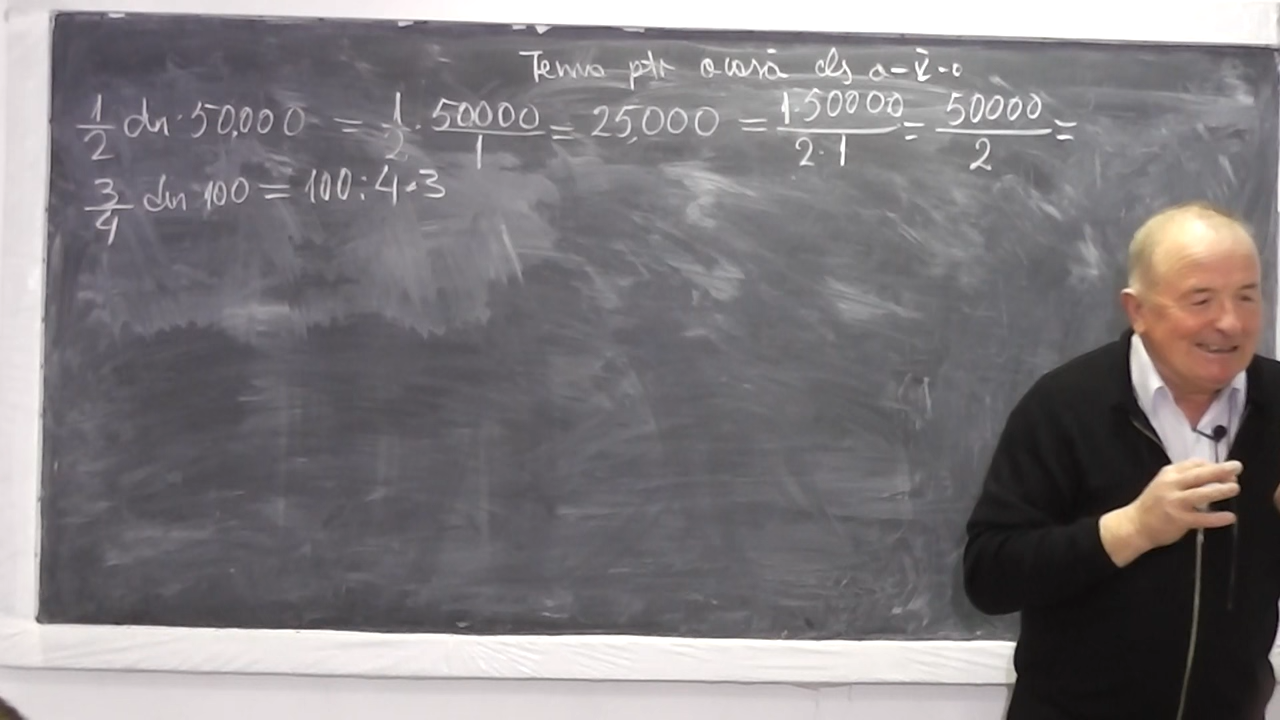 Tema ptr acasă cls a-V-a
1/2 din 50.000 = 1/2 · 50000/1 = 25.000 = 1·50000/2·1 = 50000/2 =
3/4 din 100 = 100:4·3